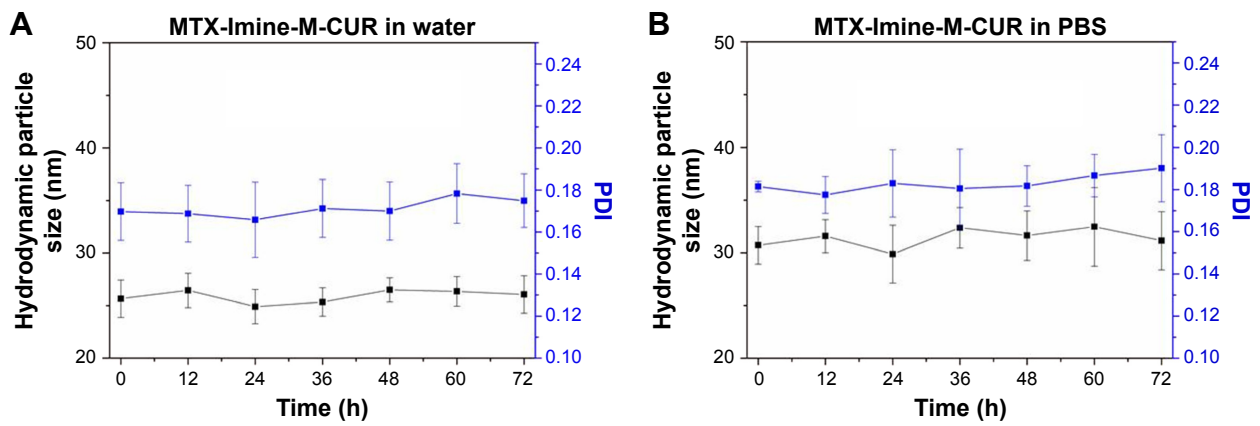 A
MTX-Imine-M-CUR in water
Hydrodynamic particle
size (nm)
50
40
30
20
0.24
0.22
0.20
0.18
0.16
0.14
0.12
0.10
PDI
0 12 24 36 48 60 72
Time (h)
B
MTX-Imine-M-CUR in PBS
Hydrodynamic particle
size (nm)
50
40
30
20
0.24
0.22
0.20
0.18
0.16
0.14
0.12
0.10
PDI
0 12 24 36 48 60 72
Time (h)